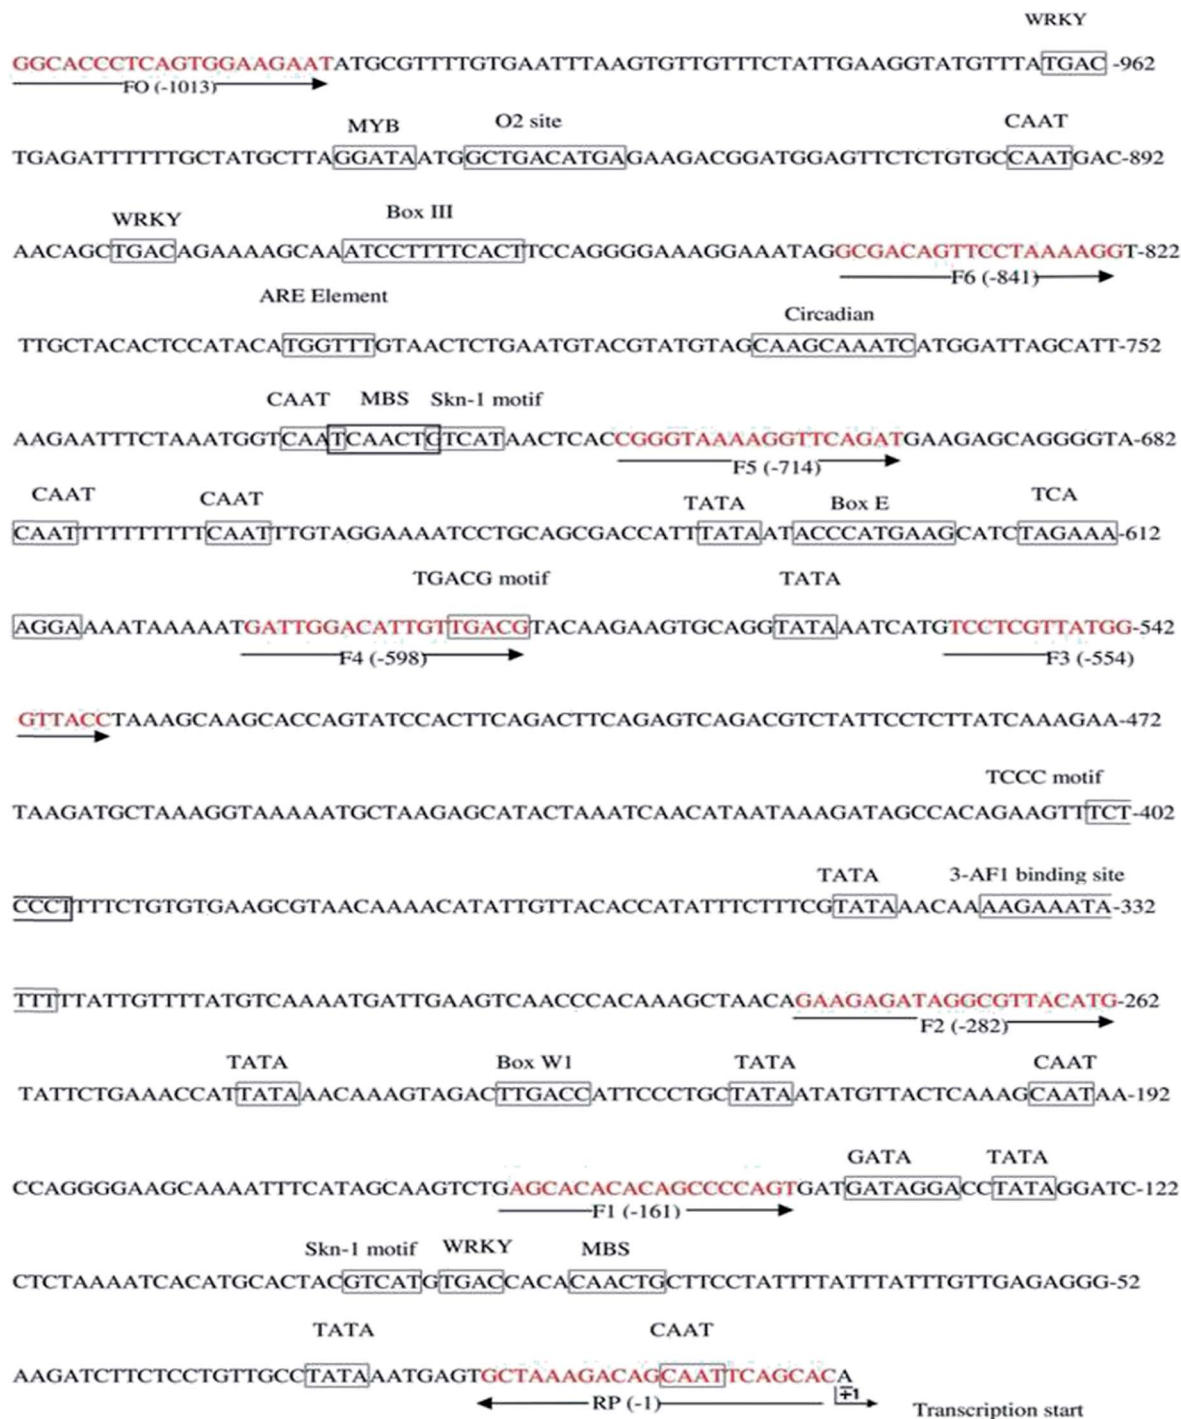 WRKY
GGCACCCTCAGTGGAAGAATATGCGTTTTGTGAATTTAAGTGTTGTTTCTATTGAAGGTATGTTTATGAC -962
FO (-1013)
MYB O2 site CAAT
TGAGATTTTTTGCTATGCTTAGGATAATGGCTGACATGAGAAGACGGATGGAGTTCTCTGTGCCAATGAC-892
WRKY Box III
AACAGCTGACAGAAAAAGCAAATCCTTTTCACTTCCAGGGGAAAGGAAATAGGCGACAGTTCCTAAAAGGT-822
F6 (-841)
ARE Element Circadian
TTGCTACACTCCATACATGGTTTGTAACTCTGAATGTACGTATGTAGCAAGCAAATCATGGATTAGCATT-752
CAAT MBS Skn-1 motif
AAGAATTTCTAAATGGTCAATCAACTGTCATAACTCACCGGGTAAAAGGTTCAGATGAAGAGCAGGGGTA-682
F5 (-714)
CAAT CAAT TATA Box E TCA
CAATTTTTTTTTTCAATTTGTAGGAAAATCCTGCAGCGACCATTTATAATACCCATGAAGCATCTAGAAA-612
TGACG motif TATA
AGGAAAATAAAAATGATTGGACATTGTTGACGTACAAGAAGTGCAGGTATAAATCATGTCCTCGTTATGG-542
F4 (-598) F3 (-554)
GTTACCTAAAGCAAGCACCAGTATCCACTTCAGACTTCAGAGTCAGACGTCTATTCCTCTTATCAAAGAA-472
TCCC motif
TAAGATGCTAAAGGTAAAAATGCTAAGAGCATACTAAATCAACATAATAAAGATAGCCACAGAAGTTTCT-402
TATA 3-AF1 binding site
CCCTTTTCTGTGTGAAGCGTAACAAAACATATTGTTACACCATATTTCTTTCGTATAAACAAAAGAAATA-332
TTTTTATTGTTTTATGTCAAAATGATTGAAGTCAACCCACAAAGCTAACAGAAGAGATAGGCGTTACATG-262
F2 (-282)
TATA Box W1 TATA CAAT
TATTCTGAAACCATTATAAACAAAGTAGACTTGACCATTCCCTGCTATAATATGTTACTCAAAGCAATAA-192
GATA TATA
CCAGGGGAAGCAAAATTTCATAGCAAGTCTGAGCACACACAGCCCCAGTGATGATAGGACCTATAGGATC-122
F1 (-161)
Skn-1 motif WRKY MBS
CTCTAAAATCACATGCACTACGTCATGTGACCACACAACTGCTTCCTATTTTATTTATTTGTTGAGAGGG-52
TATA CAAT
AAGATCTTCTCCTGTTGCCTATAAATGAGTGCTAAAGACAGCAATTCAGCACA
RP (-1) +1
Transcription start